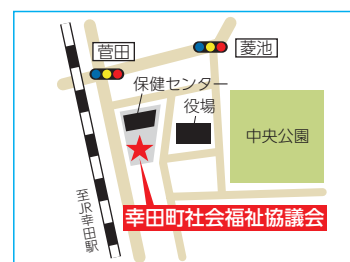 菅田
菱池
保健センター
役場
中央公園
至JR幸田駅
幸田町社会福祉協議会